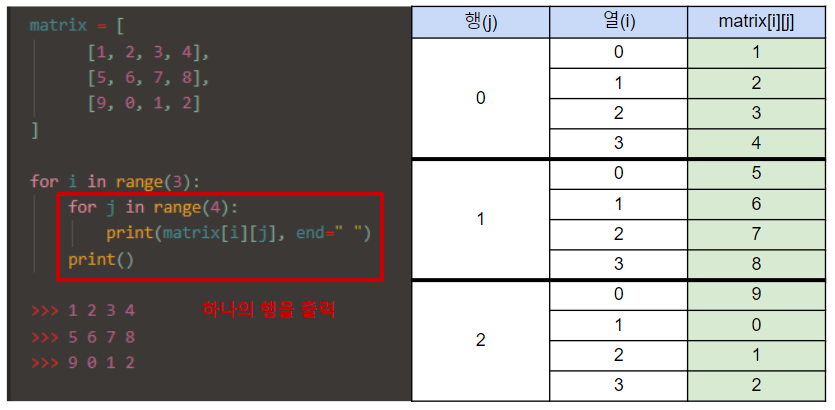 matrix = [
[1, 2, 3, 4],
[5, 6, 7, 8],
[9, 0, 1, 2]
]
for i in range(3):
for j in range(4):
print(matrix[i][j], end=" ")
print()
>>> 1 2 3 4
하나의 행을 출력
>>> 5 6 7 8
>>> 9 0 1 2
행(j) 열(i) matrix[i][j]
0 0 1
1 2
2 3
3 4
1 0 5
1 6
2 7
3 8
2 0 9
1 0
2 1
3 2